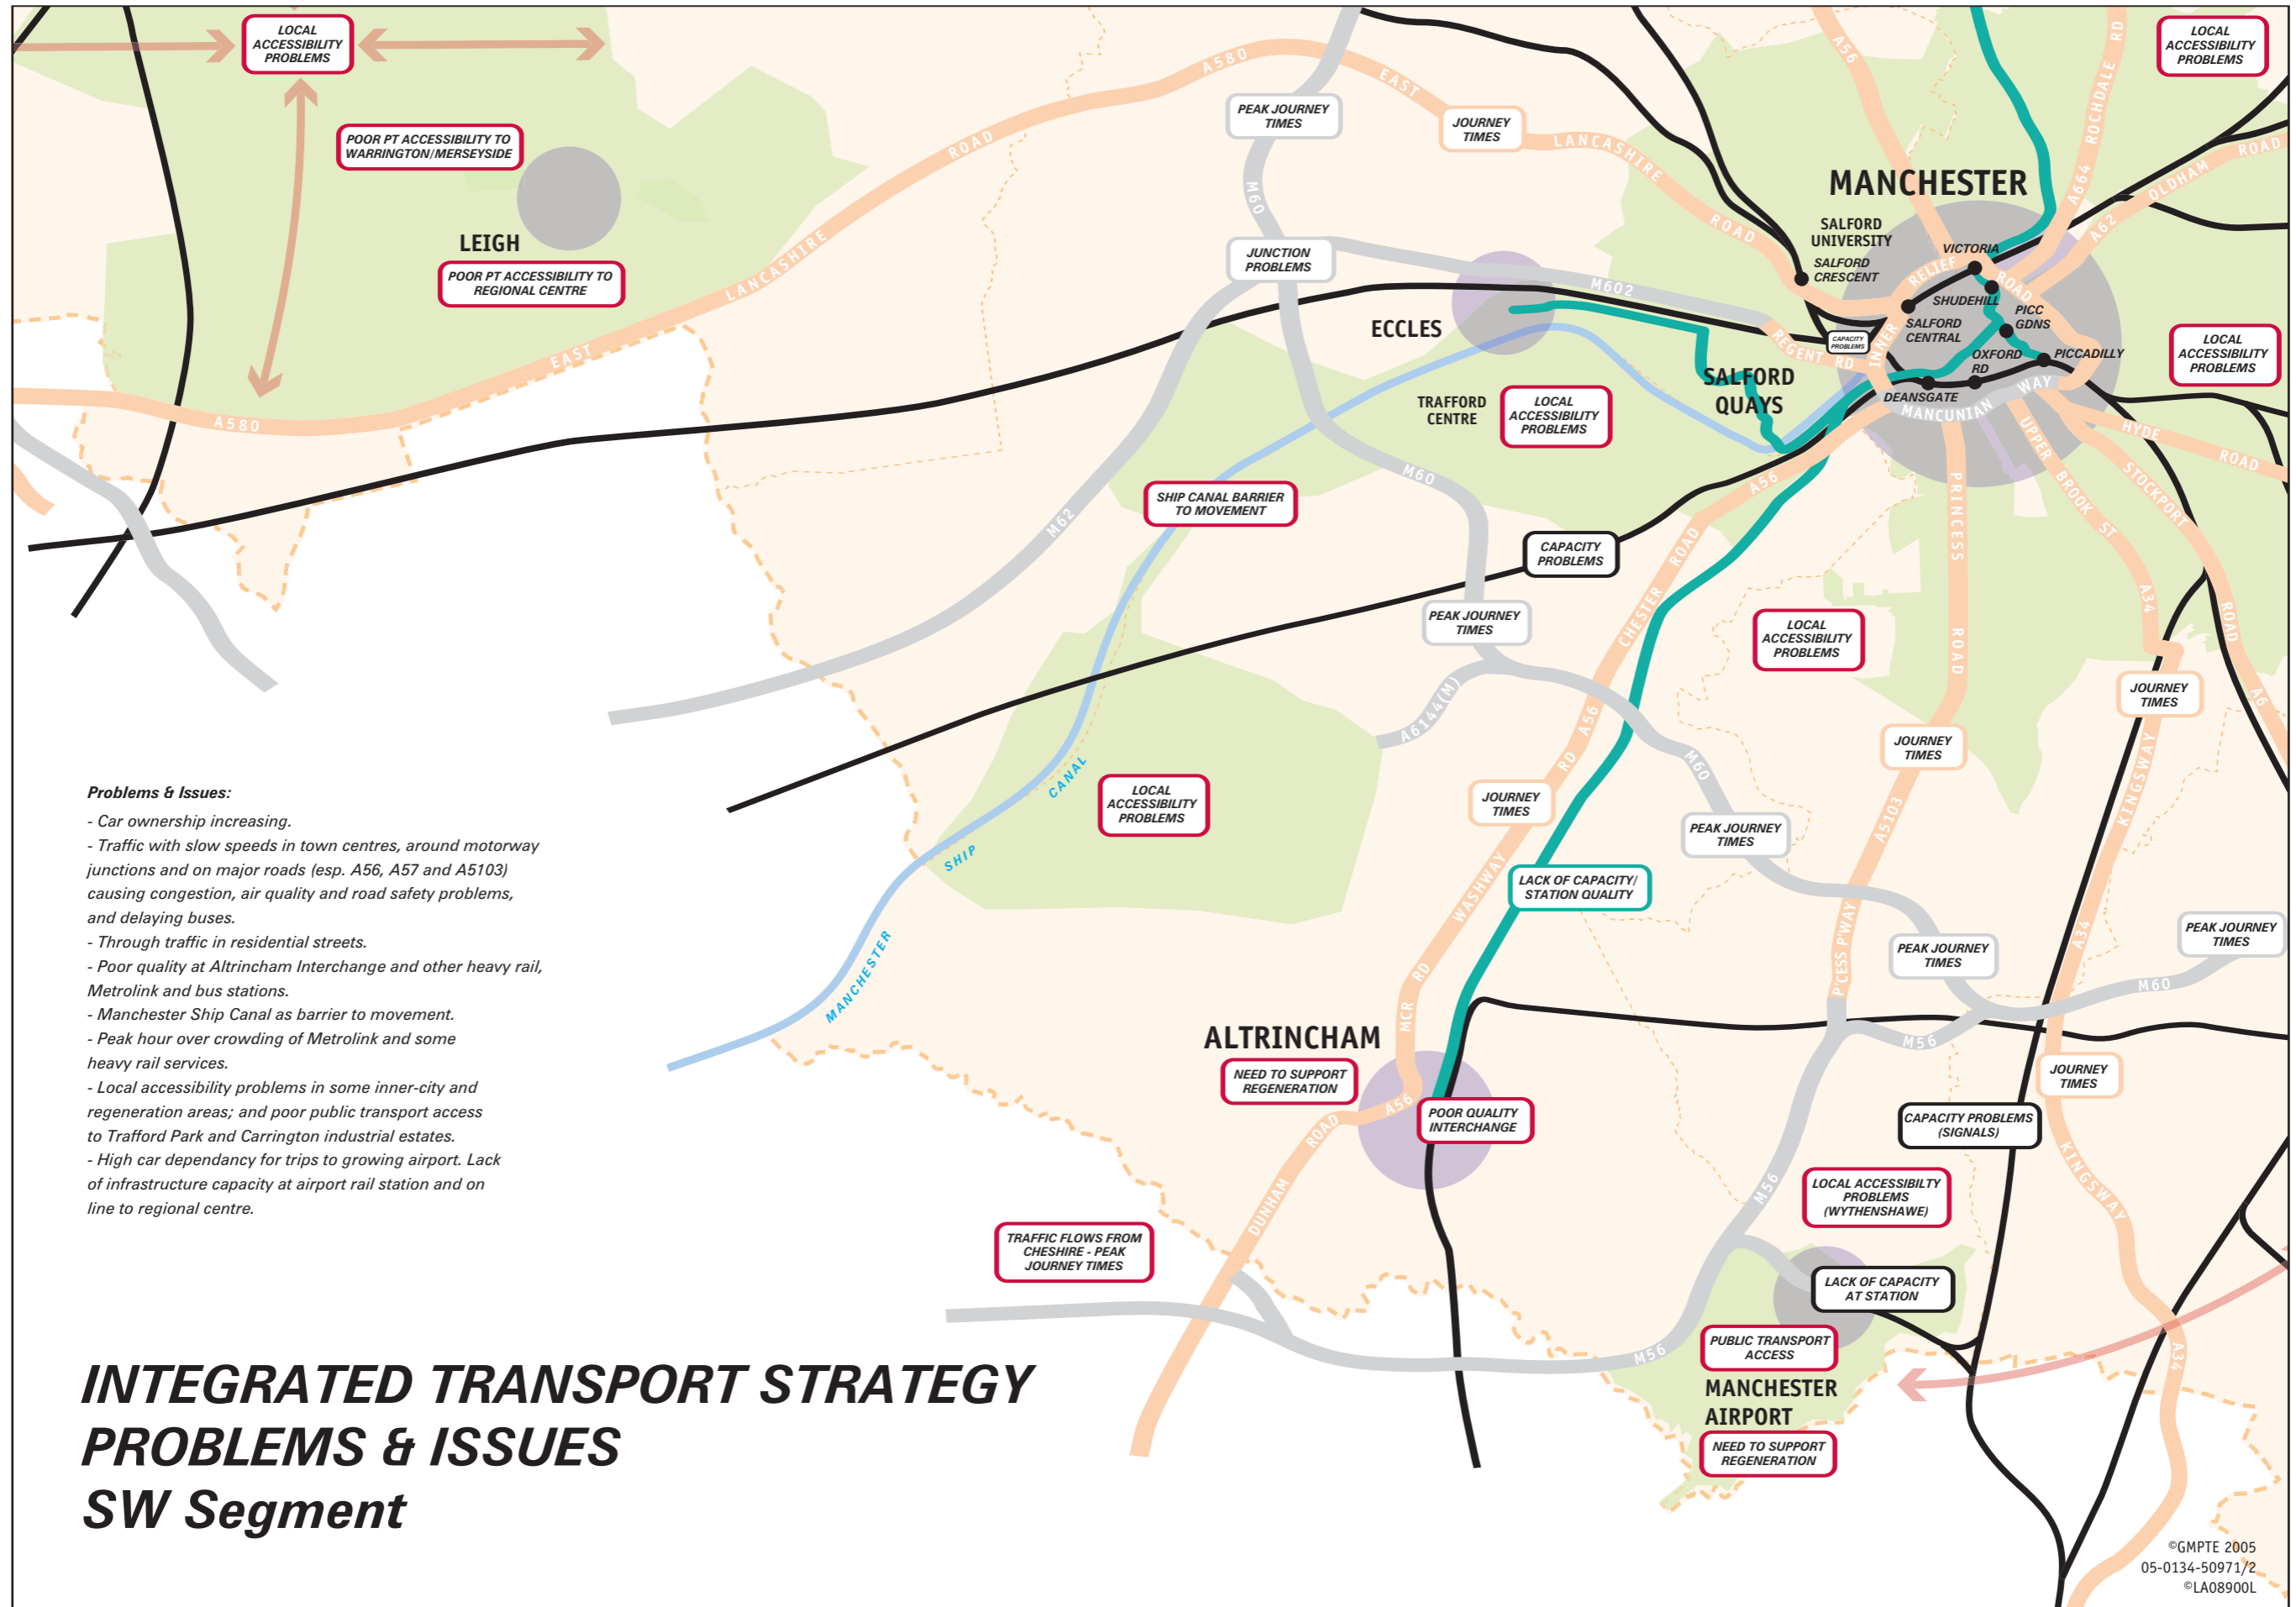 LOCAL
ACCESSIBILITY
PROBLEMS
POOR PT ACCESSIBILITY TO
WARRINGTON/MERSEYSIDE
LEIGH
POOR PT ACCESSIBILITY TO
REGIONAL CENTRE
A580
EAST
LANCASHIRE
ROAD
A580
EAST
LANCASHIRE
ROAD
PEAK JOURNEY
TIMES
JOURNEY
TIMES
M60
JUNCTION
PROBLEMS
M602
ECCLES
A56
A664 ROCHDALE RD
LOCAL
ACCESSIBILITY
PROBLEMS
A62 OLDHAM ROAD
MANCHESTER
SALFORD
UNIVERSITY
SALFORD
CRESCENT
VICTORIA
INNER RELIEF ROAD
SHUDEHILL
PICC
GDNS
SALFORD
CENTRAL
CAPACITY
PROBLEMS
REGENT RD
OXFORD
RD
PICCADILLY
DEANSGATE
MANCUNIAN WAY
LOCAL
ACCESSIBILITY
PROBLEMS
HYDE ROAD
SALFORD
QUAYS
TRAFFORD
CENTRE
LOCAL
ACCESSIBILITY
PROBLEMS
SHIP CANAL BARRIER
TO MOVEMENT
M62
M60
CAPACITY
PROBLEMS
A56
CHESTER ROAD
PRINCESS ROAD
UPPER BROOK ST
A34
STOCKPORT ROAD
A6
PEAK JOURNEY
TIMES
LOCAL
ACCESSIBILITY
PROBLEMS
A6144(M)
JOURNEY
TIMES
JOURNEY
TIMES
KINGSWAY
A34
LOCAL
ACCESSIBILITY
PROBLEMS
MANCHESTER
SHIP
CANAL
WASHWAY RD A56
JOURNEY
TIMES
M60
PEAK JOURNEY
TIMES
A5103
P'CESS P'WAY
LACK OF CAPACITY/
STATION QUALITY
PEAK JOURNEY
TIMES
PEAK JOURNEY
TIMES
M60
M56
MCR RD
ALTRINCHAM
NEED TO SUPPORT
REGENERATION
A56
POOR QUALITY
INTERCHANGE
DUNHAM ROAD
JOURNEY
TIMES
CAPACITY PROBLEMS
(SIGNALS)
KINGSWAY
A34
LOCAL ACCESSIBILTY
PROBLEMS
(WYTHENSHAWE)
M56
TRAFFIC FLOWS FROM
CHESHIRE - PEAK
JOURNEY TIMES
LACK OF CAPACITY
AT STATION
M56
PUBLIC TRANSPORT
ACCESS
MANCHESTER
AIRPORT
NEED TO SUPPORT
REGENERATION
Problems & Issues:
- Car ownership increasing.
- Traffic with slow speeds in town centres, around motorway
junctions and on major roads (esp. A56, A57 and A5103)
causing congestion, air quality and road safety problems,
and delaying buses.
- Through traffic in residential streets.
- Poor quality at Altrincham Interchange and other heavy rail,
Metrolink and bus stations.
- Manchester Ship Canal as barrier to movement.
- Peak hour over crowding of Metrolink and some
heavy rail services.
- Local accessibility problems in some inner-city and
regeneration areas; and poor public transport access
to Trafford Park and Carrington industrial estates.
- High car dependancy for trips to growing airport. Lack
of infrastructure capacity at airport rail station and on
line to regional centre.
INTEGRATED TRANSPORT STRATEGY
PROBLEMS & ISSUES
SW Segment
©GMPTE 2005
05-0134-50971/2
©LA08900L